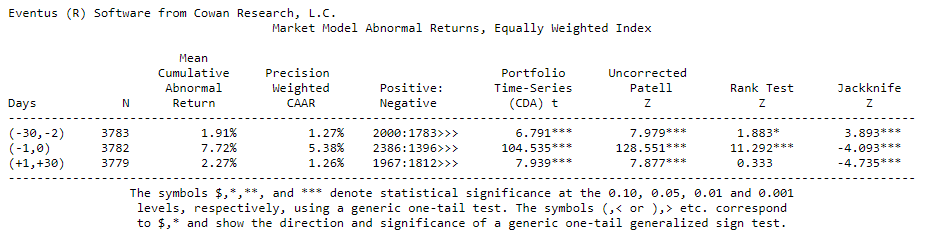 Eventus (R) Software from Cowan Research, L.C.
Market Model Abnormal Returns, Equally Weighted Index
Mean
Cumulative Precision Portfolio Uncorrected
Abnormal Weighted Positive: Time-Series Patell Rank Test Jackknife
Days N Return CAAR Negative (CDA) t Z Z Z
(-30,-2) 3783 1.91% 1.27% 2000:1783>>> 6.791*** 7.979*** 1.883* 3.893***
(-1,0) 3782 7.72% 5.38% 2386:1396>>> 104.535*** 128.551*** 11.292*** -4.093***
(+1,+30) 3779 2.27% 1.26% 1967:1812>>> 7.939*** 7.877*** 0.333 -4.735***
The symbols $,*,**, and *** denote statistical significance at the 0.10, 0.05, 0.01 and 0.001
levels, respectively, using a generic one-tail test. The symbols (,< or ),> etc. correspond
to $,* and show the direction and significance of a generic one-tail generalized sign test.